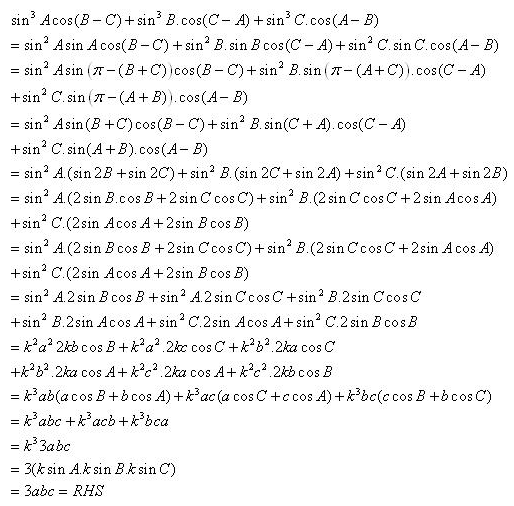 sin³ A cos(B − C) + sin³ B.cos(C − A) + sin³ C.cos(A − B)
= sin² A sin A cos(B − C) + sin² B.sin B cos(C − A) + sin² C.sin C.cos(A − B)
= sin² A sin(π − (B + C))cos(B − C) + sin² B.sin(π − (A + C)).cos(C − A)
+ sin² C.sin(π − (A + B)).cos(A − B)
= sin² A sin(B + C)cos(B − C) + sin² B.sin(C + A).cos(C − A)
+ sin² C.sin(A + B).cos(A − B)
= sin² A.(sin 2B + sin 2C) + sin² B.(sin 2C + sin 2A) + sin² C.(sin 2A + sin 2B)
= sin² A.(2 sin B.cos B + 2 sin C cos C) + sin² B.(2 sin C cos C + 2 sin A cos A)
+ sin² C.(2 sin A cos A + 2 sin B cos B)
= sin² A.(2 sin B cos B + 2 sin C cos C) + sin² B.(2 sin C cos C + 2 sin A cos A)
+ sin² C.(2 sin A cos A + 2 sin B cos B)
= sin² A.2 sin B cos B + sin² A.2 sin C cos C + sin² B.2 sin C cos C
+ sin² B.2 sin A cos A + sin² C.2 sin A cos A + sin² C.2 sin B cos B
= k²a² 2kb cos B + k²a².2kc cos C + k²b².2ka cos C
+ k²b².2ka cos A + k²c².2ka cos A + k²c².2kb cos B
= k³ab(a cos B + b cos A) + k³ac(a cos C + c cos A) + k³bc(c cos B + b cos C)
= k³abc + k³acb + k³bca
= k³3abc
= 3(k sin A.k sin B.k sin C)
= 3abc = RHS